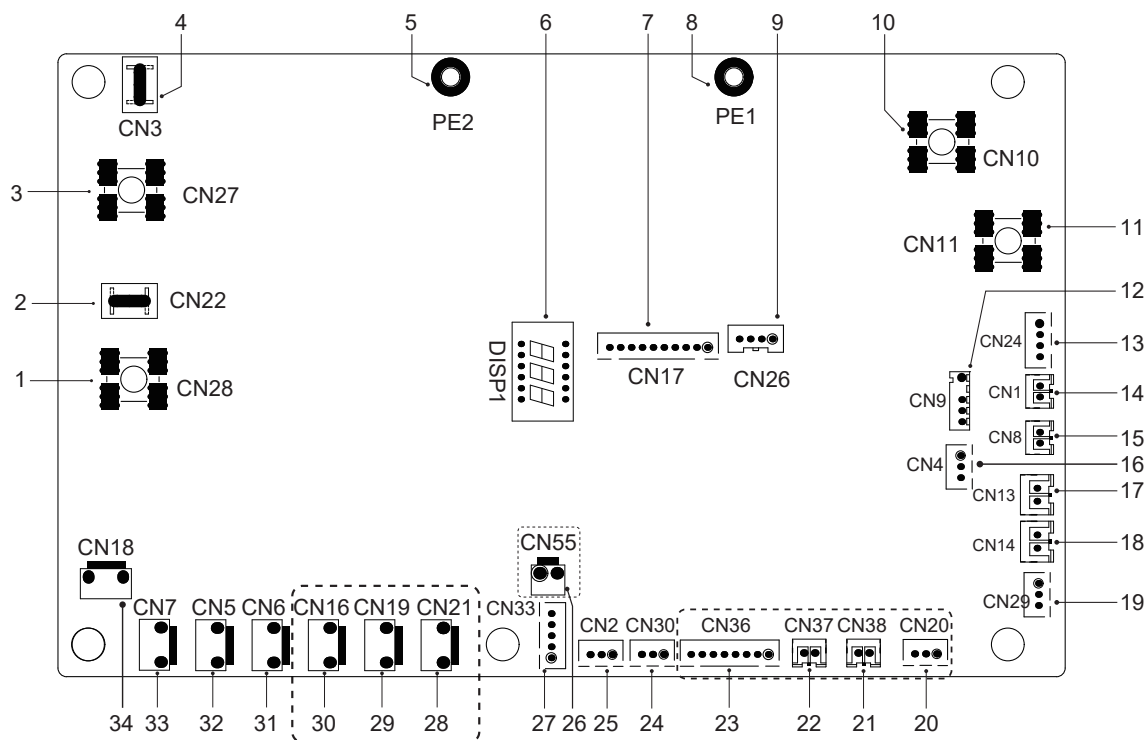 4 5 6 7 8 9 10
CN3 PE2 PE1 CN10
3 CN27
CN11 11
2 CN22 12
CN24 13
DISP1 CN17 CN26
1 CN28 CN9 CN1 14
CN8 15
CN4 16
CN13 17
CN14 18
CN18 CN55
CN7 CN5 CN6 CN16 CN19 CN21 CN33 CN2 CN30 CN36 CN37 CN38 CN20 CN29 19
34 33 32 31 30 29 28 27 26 25 24 23 22 21 20